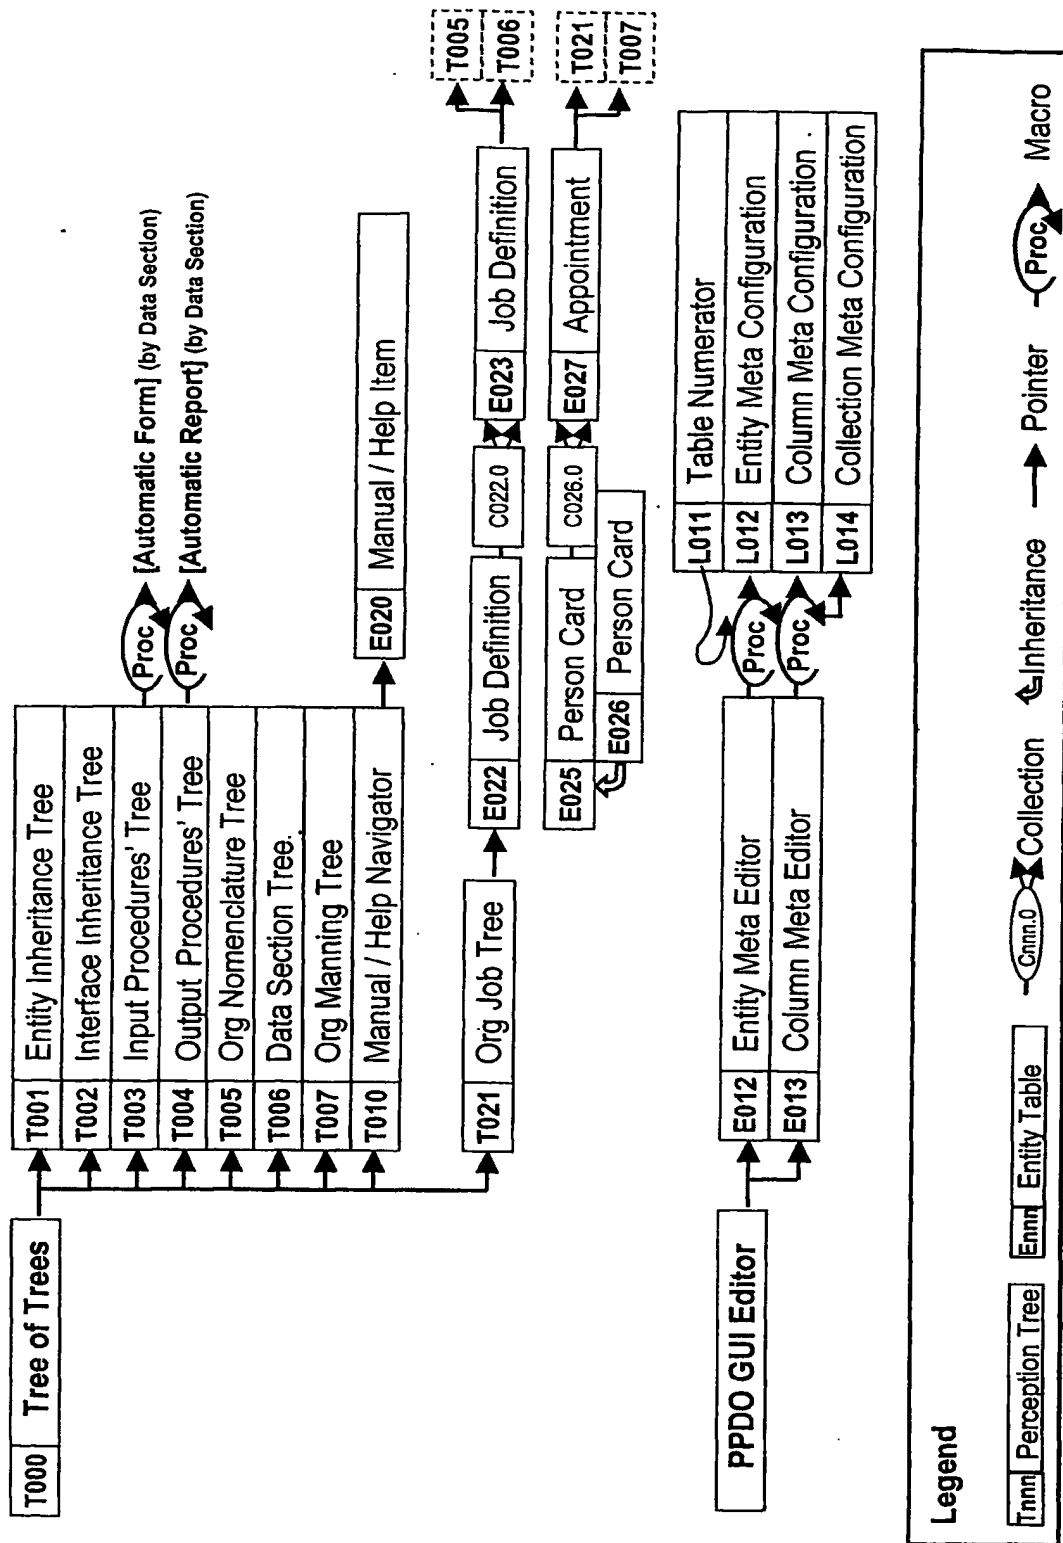 T000 Tree of Trees
T001 Entity Inheritance Tree
T002 Interface Inheritance Tree
T003 Input Procedures' Tree
T004 Output Procedures' Tree
T005 Org Nomenclature Tree
T006 Data Section Tree.
T007 Org Manning Tree
T010 Manual / Help Navigator
Proc [Automatic Form] (by Data Section)
Proc [Automatic Report] (by Data Section)
E020 Manual / Help Item
T021 Org Job Tree
E022 Job Definition
C022.0
E023 Job Definition
T005
T006
E025 Person Card
E026 Person Card
C026.0
E027 Appointment
T021
T007
PPDO GUI Editor
E012 Entity Meta Editor
E013 Column Meta Editor
Proc
Proc
L011 Table Numerator
L012 Entity Meta Configuration
L013 Column Meta Configuration
L014 Collection Meta Configuration
Legend
Tnnn Perception Tree
Ennn Entity Table
Cnnn.0 Collection
Inheritance
Pointer
Proc Macro